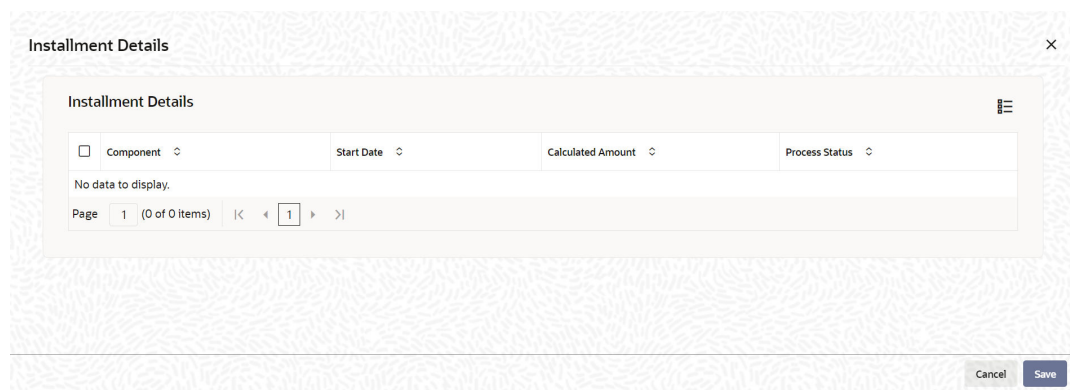 Installment Details
Installment Details
Component Start Date Calculated Amount Process Status
No data to display.
Page 1 (0 of 0 items) 1
Cancel Save